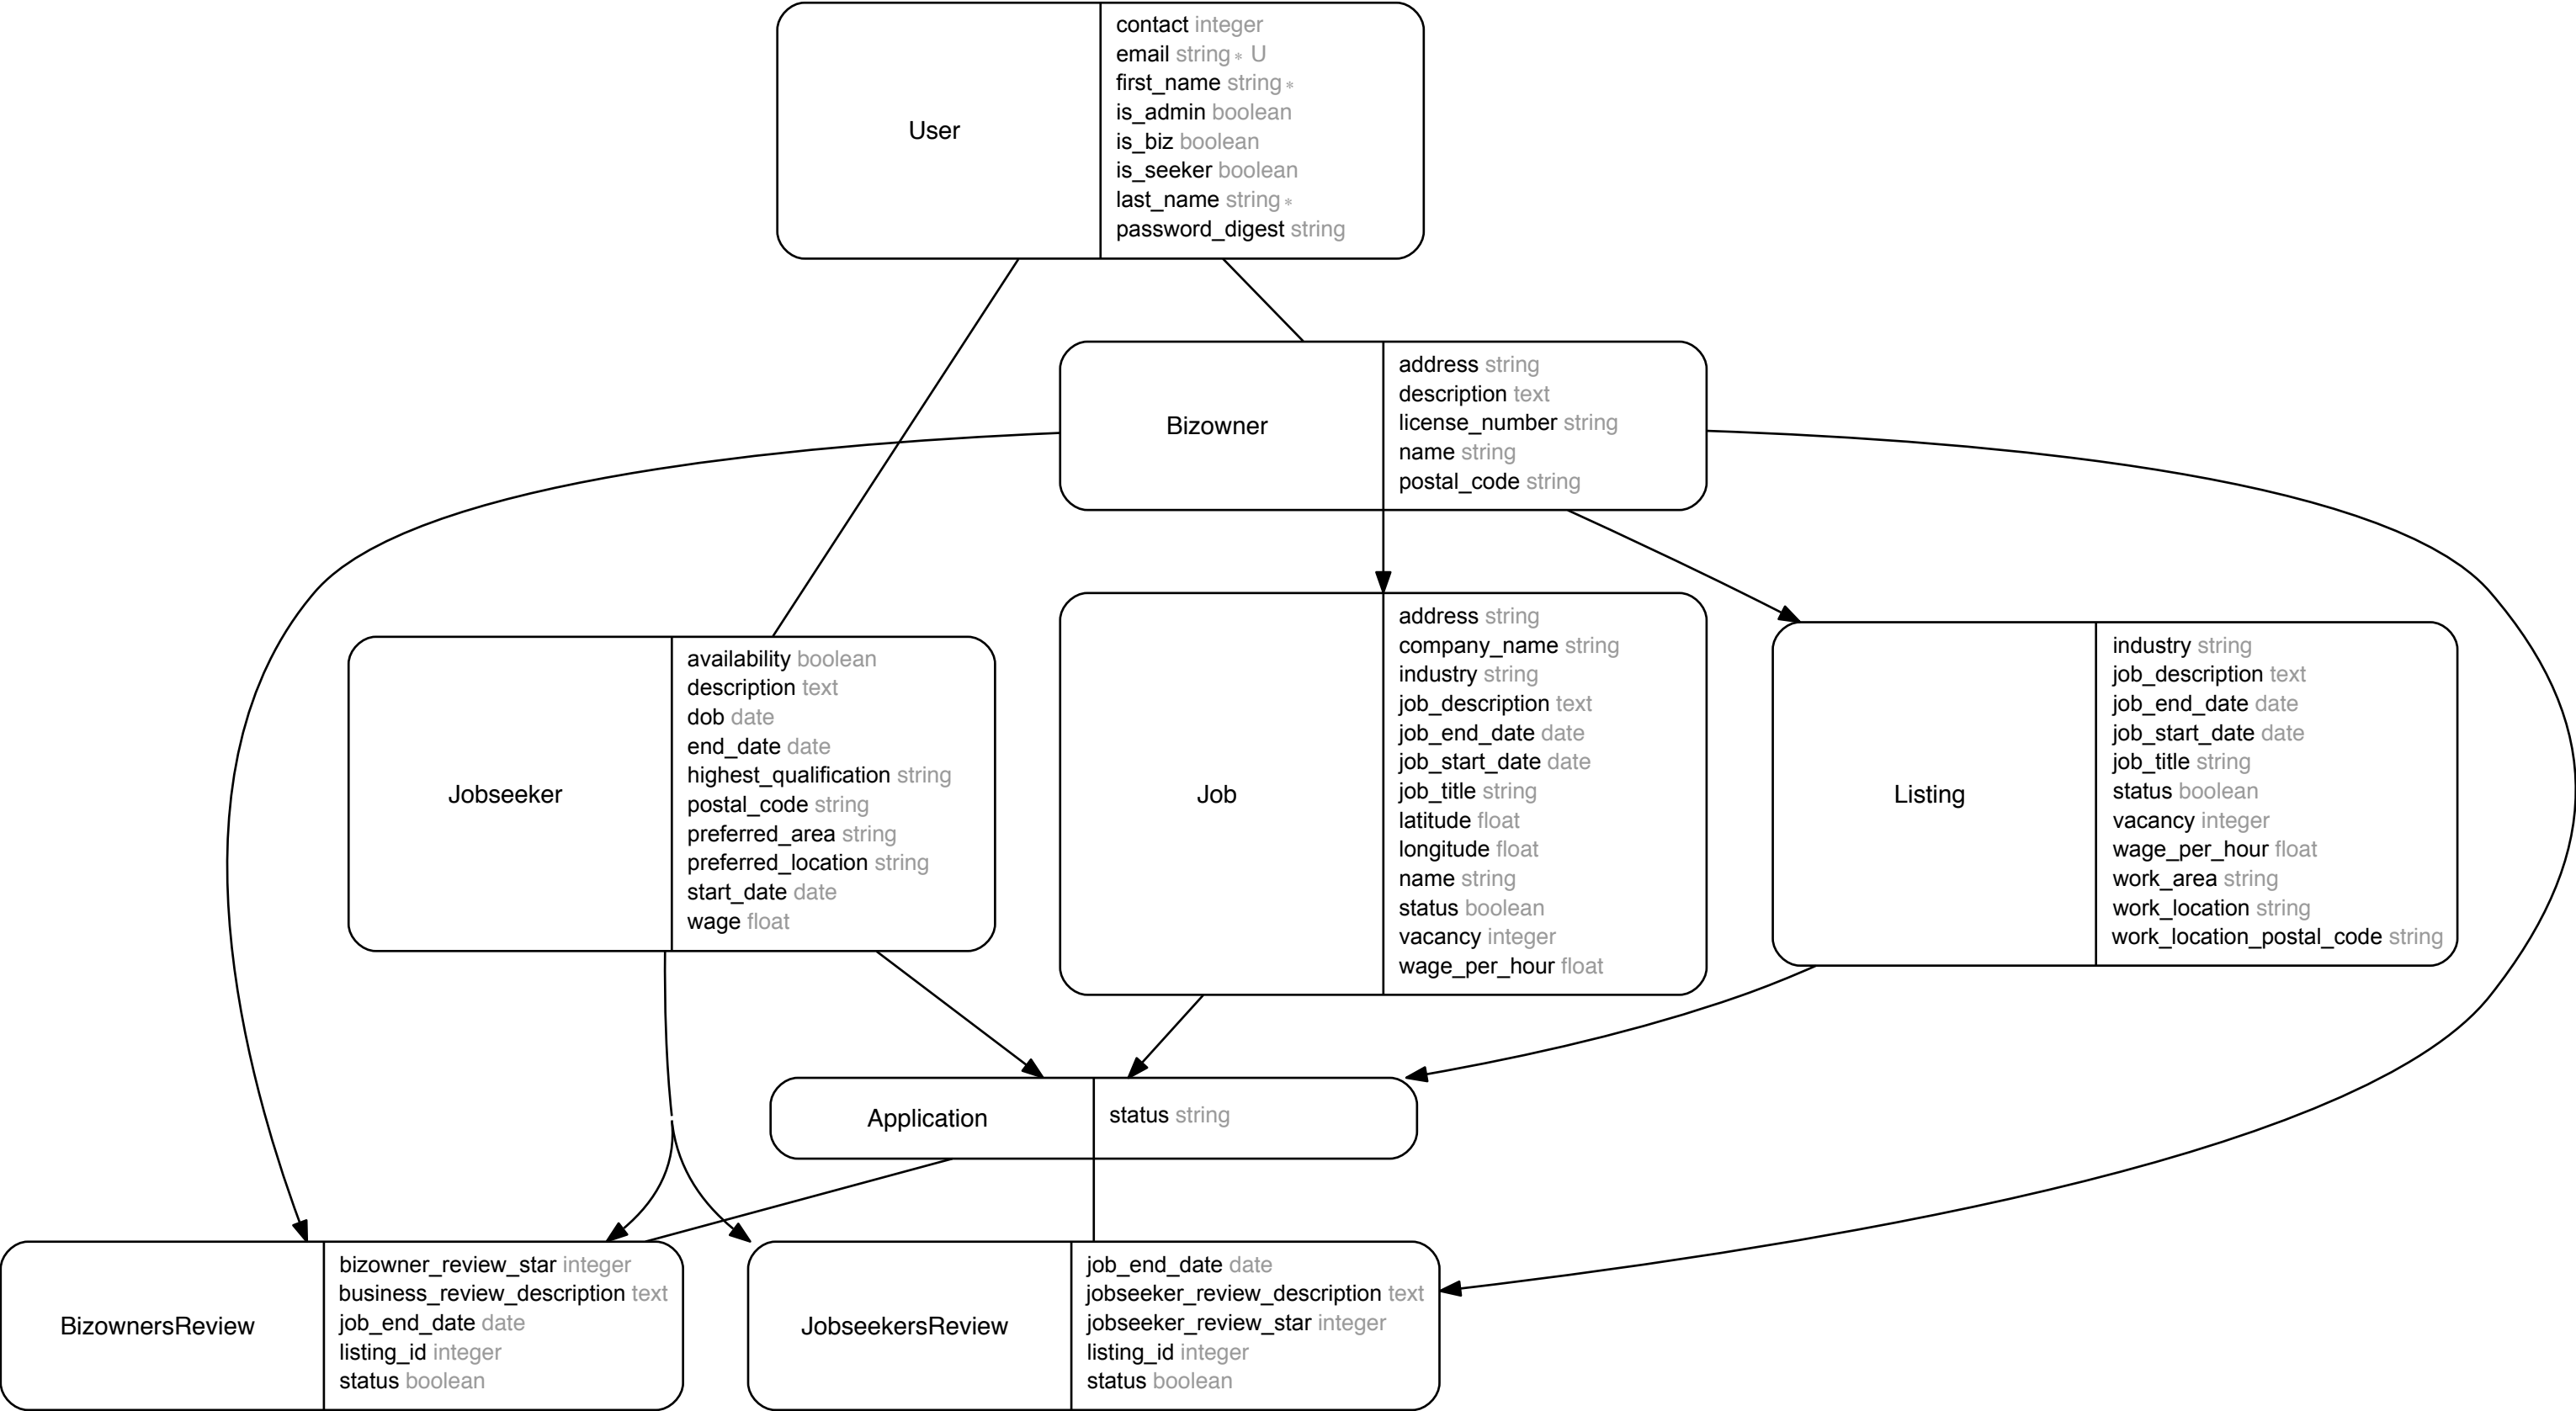 User
contact integer
email string∗ U
first_name string∗
is_admin boolean
is_biz boolean
is_seeker boolean
last_name string∗
password_digest string
Bizowner
address string
description text
license_number string
name string
postal_code string
Jobseeker
availability boolean
description text
dob date
end_date date
highest_qualification string
postal_code string
preferred_area string
preferred_location string
start_date date
wage float
Job
address string
company_name string
industry string
job_description text
job_end_date date
job_start_date date
job_title string
latitude float
longitude float
name string
status boolean
vacancy integer
wage_per_hour float
Listing
industry string
job_description text
job_end_date date
job_start_date date
job_title string
status boolean
vacancy integer
wage_per_hour float
work_area string
work_location string
work_location_postal_code string
Application
status string
BizownersReview
bizowner_review_star integer
business_review_description text
job_end_date date
listing_id integer
status boolean
JobseekersReview
job_end_date date
jobseeker_review_description text
jobseeker_review_star integer
listing_id integer
status boolean